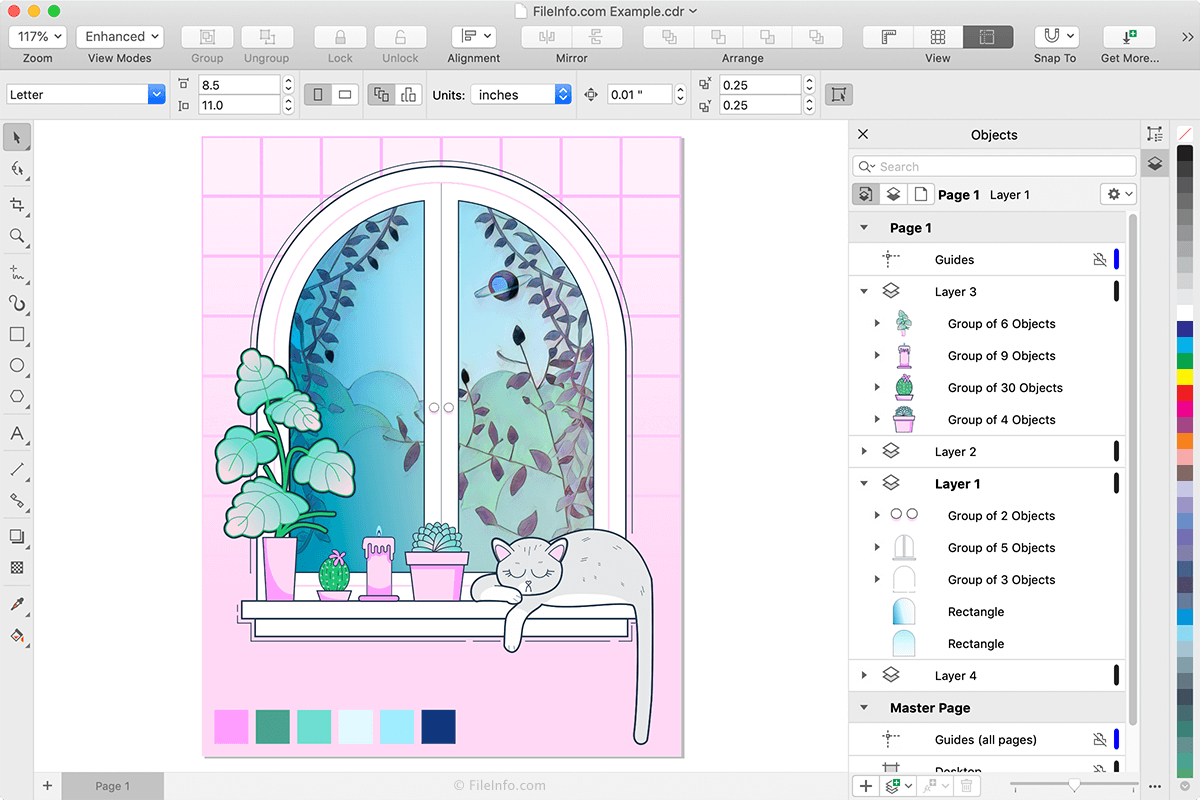 FileInfo.com Example.cdr
117%
Enhanced
Zoom
View Modes
Group
Ungroup
Lock
Unlock
Alignment
Mirror
Arrange
View
Snap To
Get More...
Letter
8.5
11.0
Units:
inches
0.01 "
0.25
0.25
Objects
Search
Page 1
Layer 1
Page 1
Guides
Layer 3
Group of 6 Objects
Group of 9 Objects
Group of 30 Objects
Group of 4 Objects
Layer 2
Layer 1
Group of 2 Objects
Group of 5 Objects
Group of 3 Objects
Rectangle
Rectangle
Layer 4
Master Page
Guides (all pages)
Desktop
Page 1
© FileInfo.com